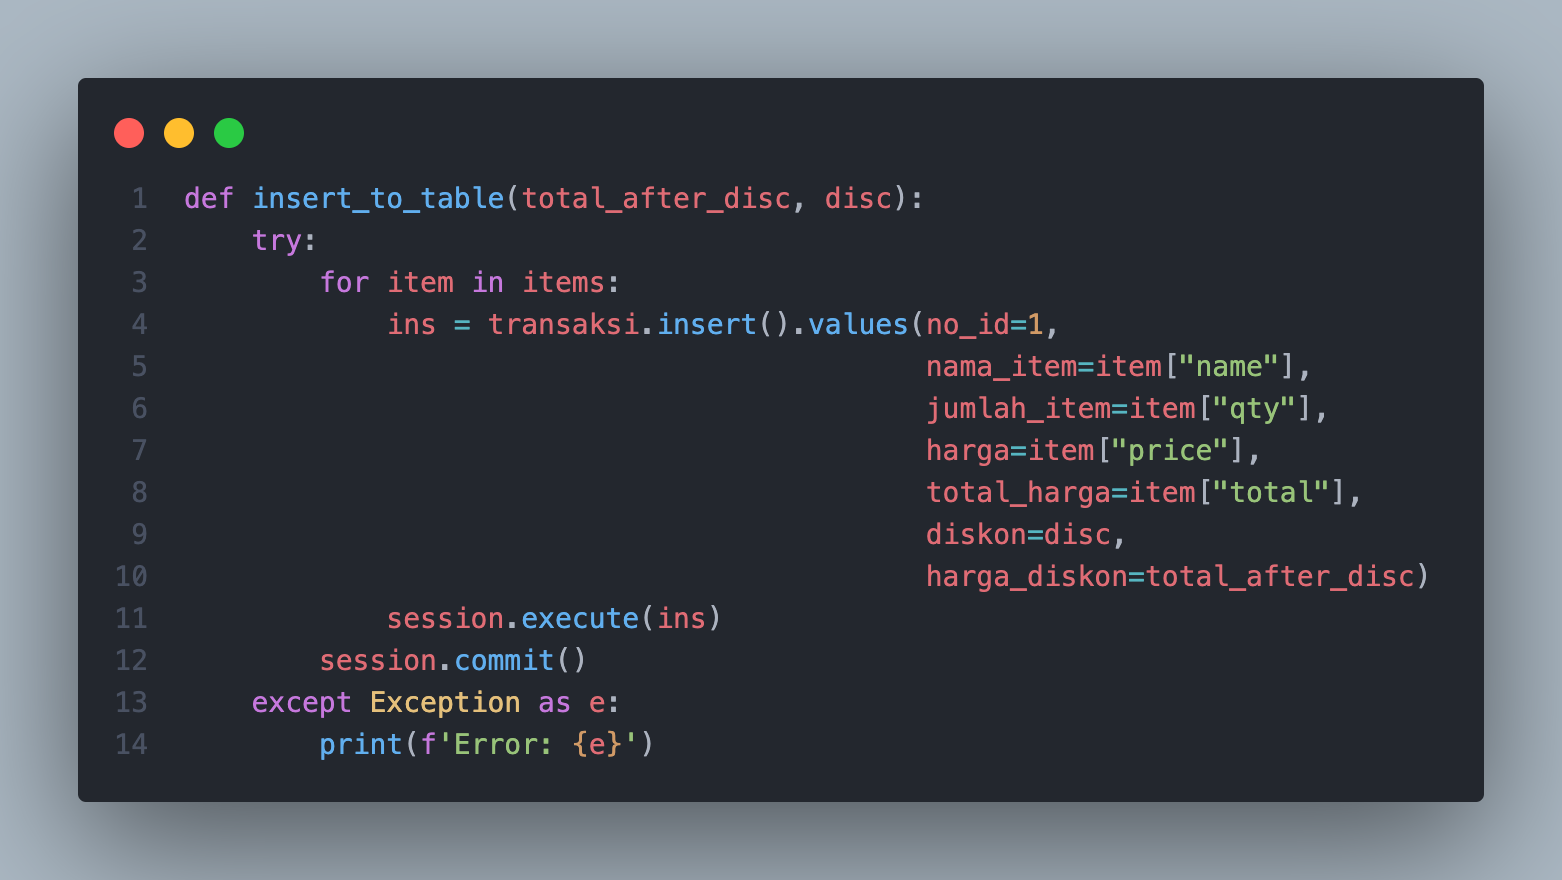 1 def insert_to_table(total_after_disc, disc):
2     try:
3         for item in items:
4             ins = transaksi.insert().values(no_id=1,
5                                             nama_item=item["name"],
6                                             jumlah_item=item["qty"],
7                                             harga=item["price"],
8                                             total_harga=item["total"],
9                                             diskon=disc,
10                                             harga_diskon=total_after_disc)
11             session.execute(ins)
12         session.commit()
13     except Exception as e:
14         print(f'Error: {e}')